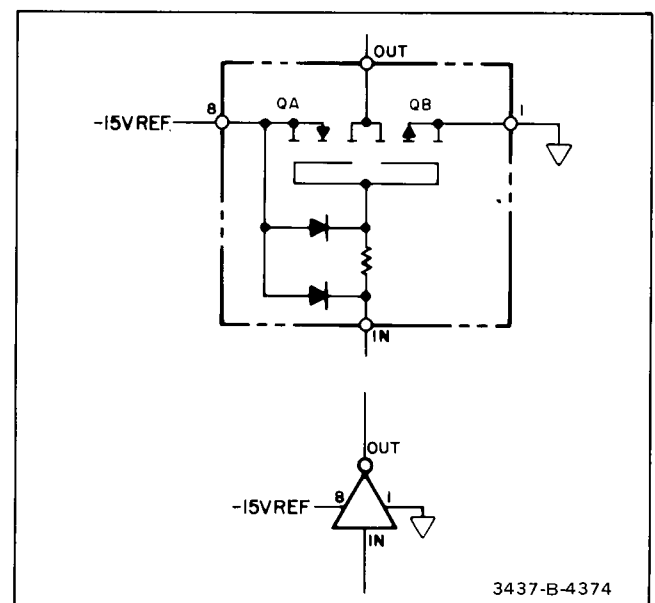 OUT
8 QA QB 1
-15VREF
IN
OUT
-15VREF 8 1
IN
3437-B-4374